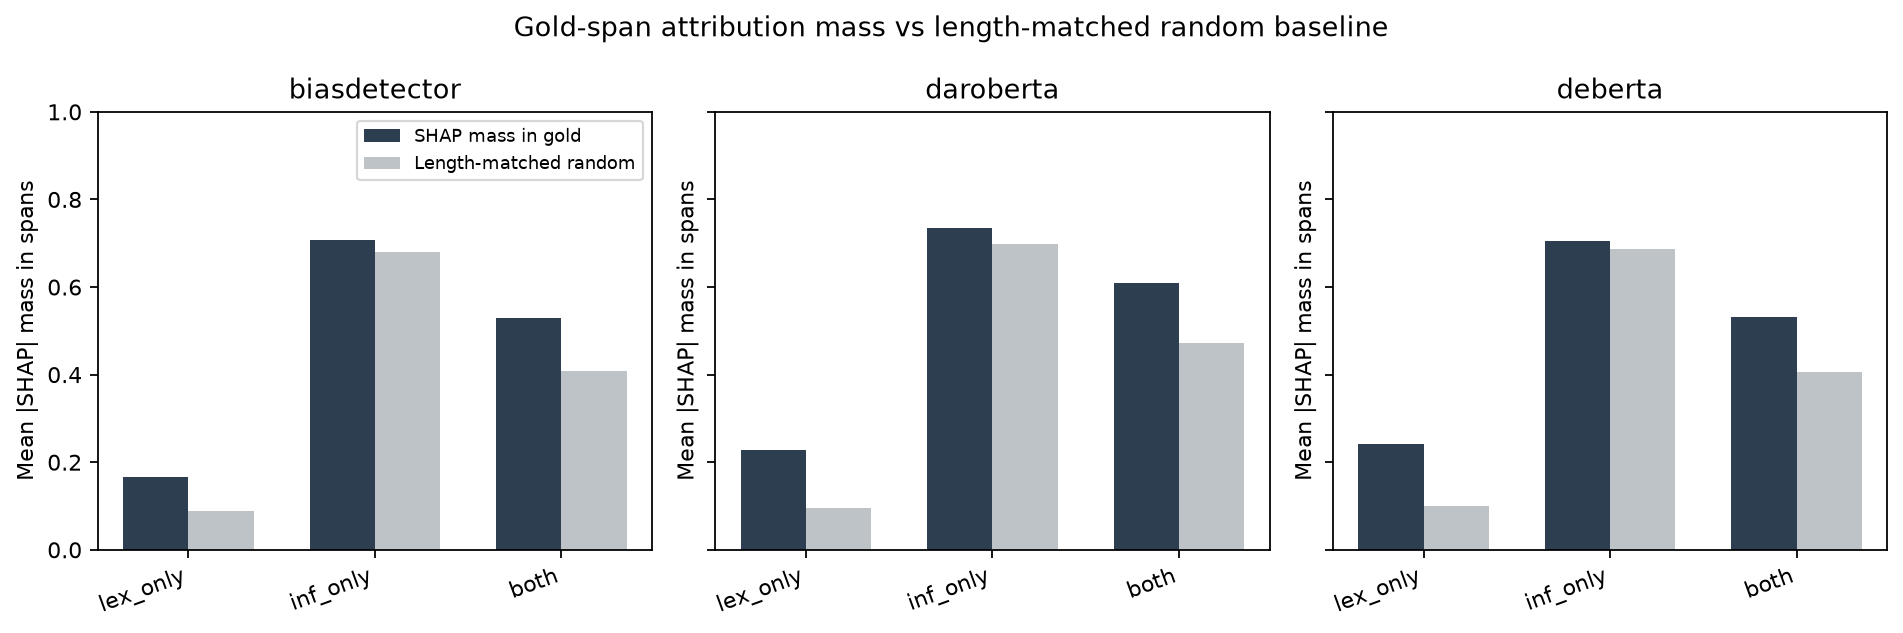 Gold-span attribution mass vs length-matched random baseline
biasdetector
Mean |SHAP| mass in spans
1.0
0.8
0.6
0.4
0.2
0.0
SHAP mass in gold
Length-matched random
lex_only
inf_only
both
daroberta
Mean |SHAP| mass in spans
lex_only
inf_only
both
deberta
Mean |SHAP| mass in spans
lex_only
inf_only
both